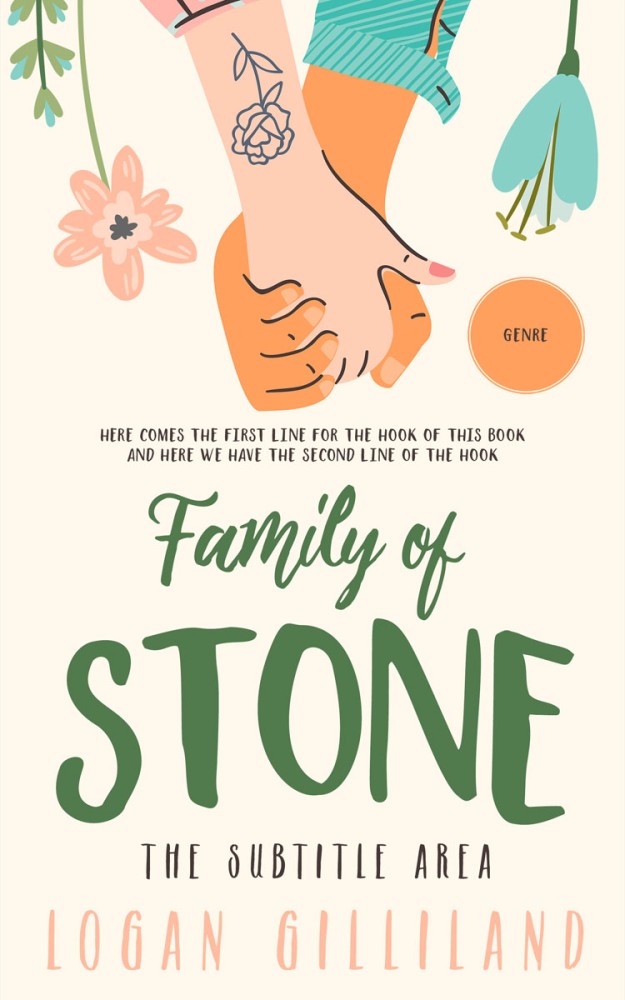 GENRE
HERE COMES THE FIRST LINE FOR THE HOOK OF THIS BOOK
AND HERE WE HAVE THE SECOND LINE OF THE HOOK
Family of
STONE
THE SUBTITLE AREA
LOGAN GILLILAND